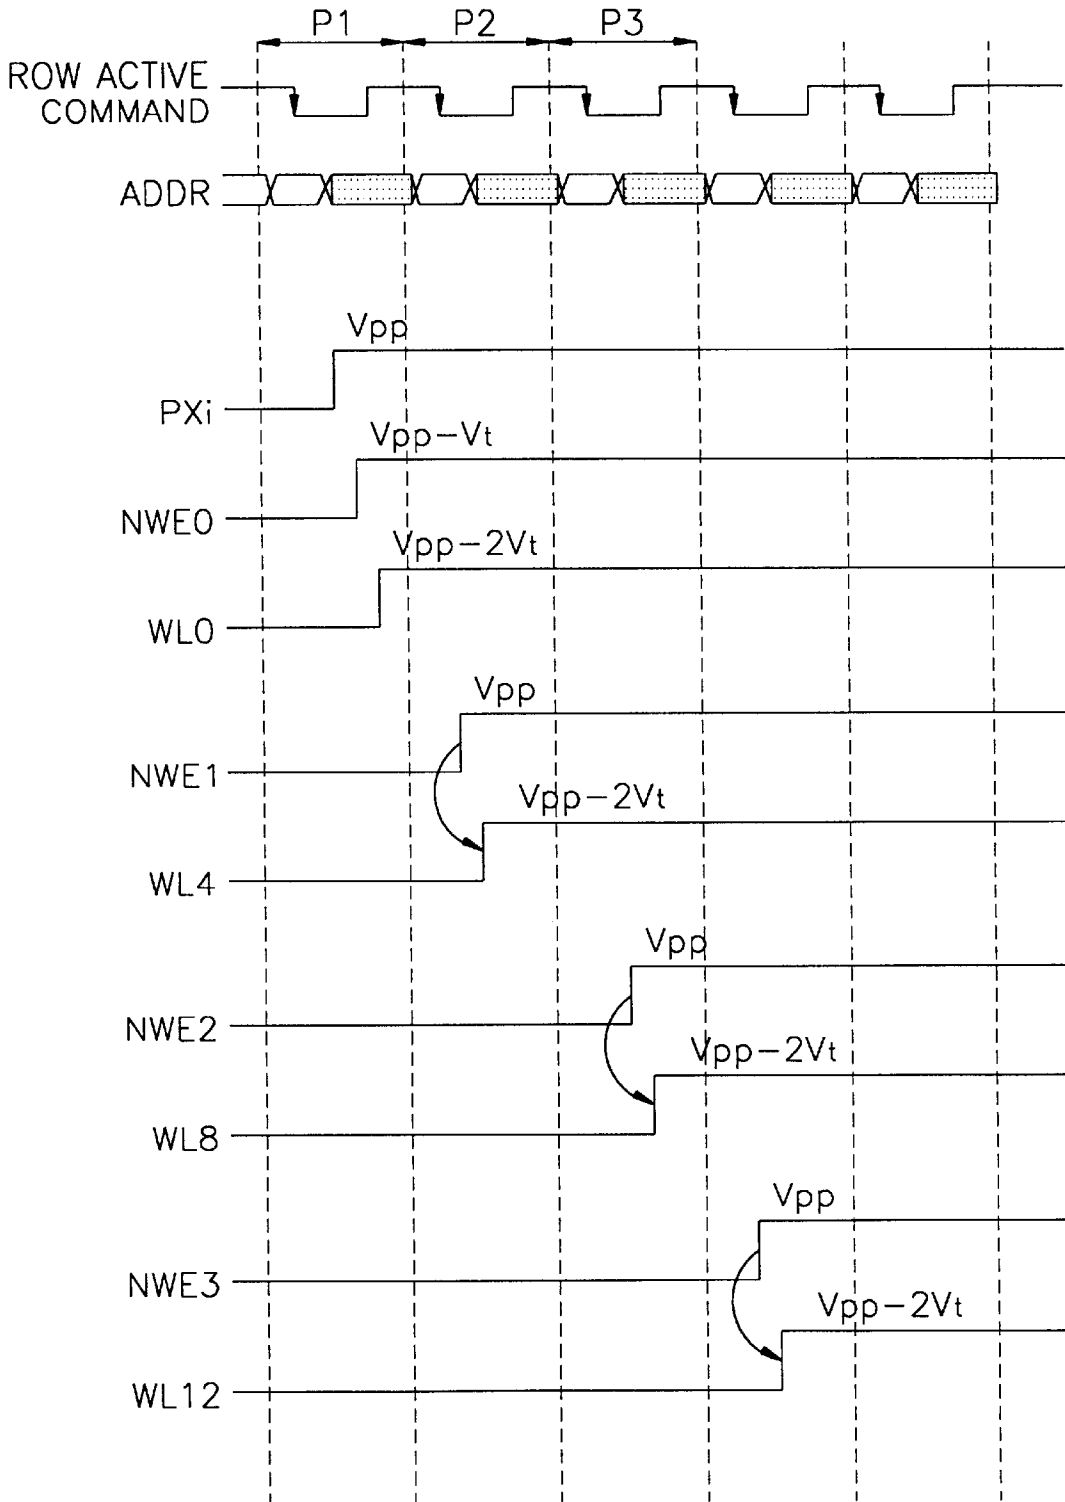 P1 P2 P3
ROW ACTIVE
COMMAND
ADDR
Vpp
PXi
Vpp-Vt
NWE0
Vpp-2Vt
WL0
Vpp
NWE1
Vpp-2Vt
WL4
Vpp
NWE2
Vpp-2Vt
WL8
Vpp
NWE3
Vpp-2Vt
WL12